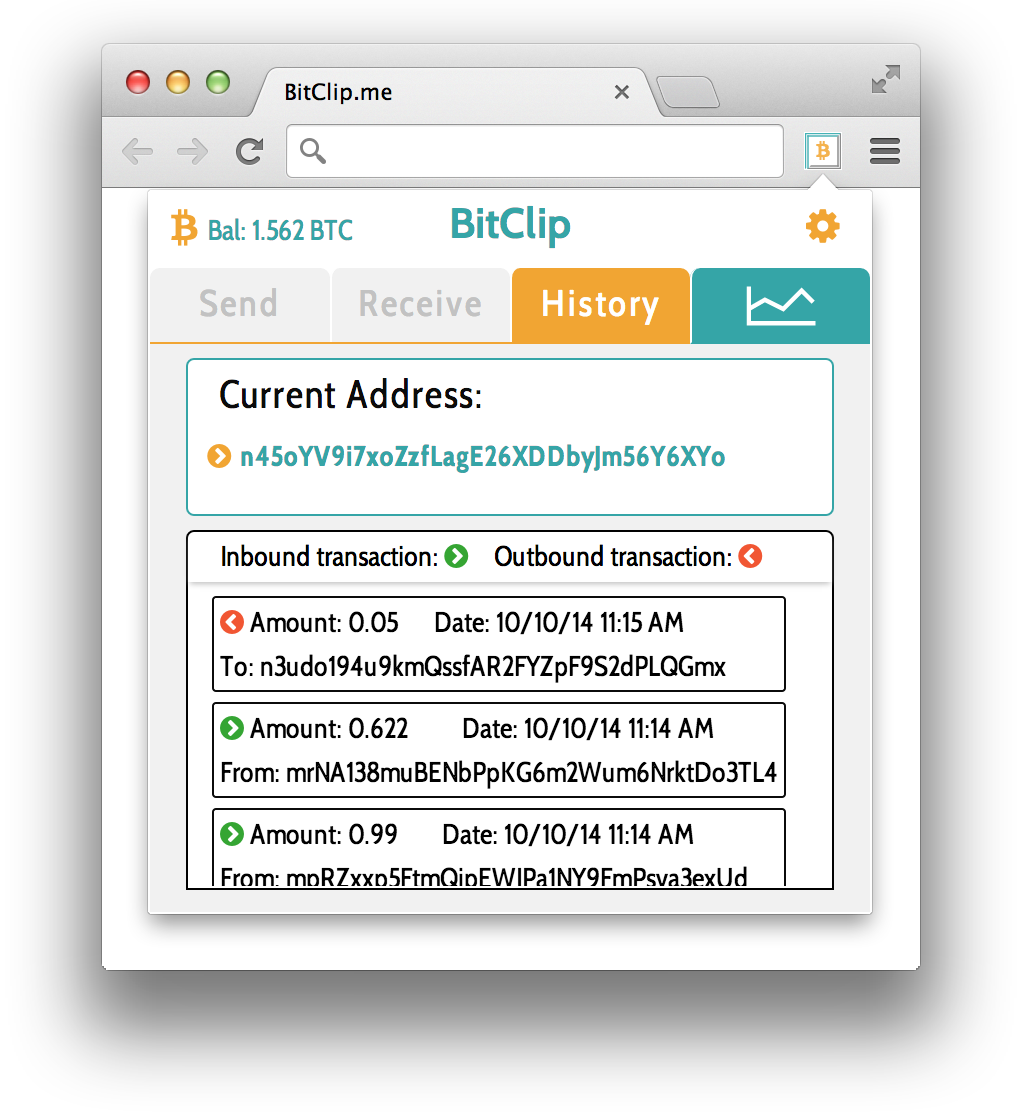 BitClip.me
Bal: 1.562 BTC
BitClip
Send
Receive
History
Current Address:
n45oYV9i7xoZzfLagE26XDDbyJm56Y6XYo
Inbound transaction:
Outbound transaction:
Amount: 0.05 Date: 10/10/14 11:15 AM
To: n3udo194u9kmQssfAR2FYZpF9S2dPLQGmx
Amount: 0.622 Date: 10/10/14 11:14 AM
From: mrNA138muBENbPpKG6m2Wum6NrktDo3TL4
Amount: 0.99 Date: 10/10/14 11:14 AM
From: